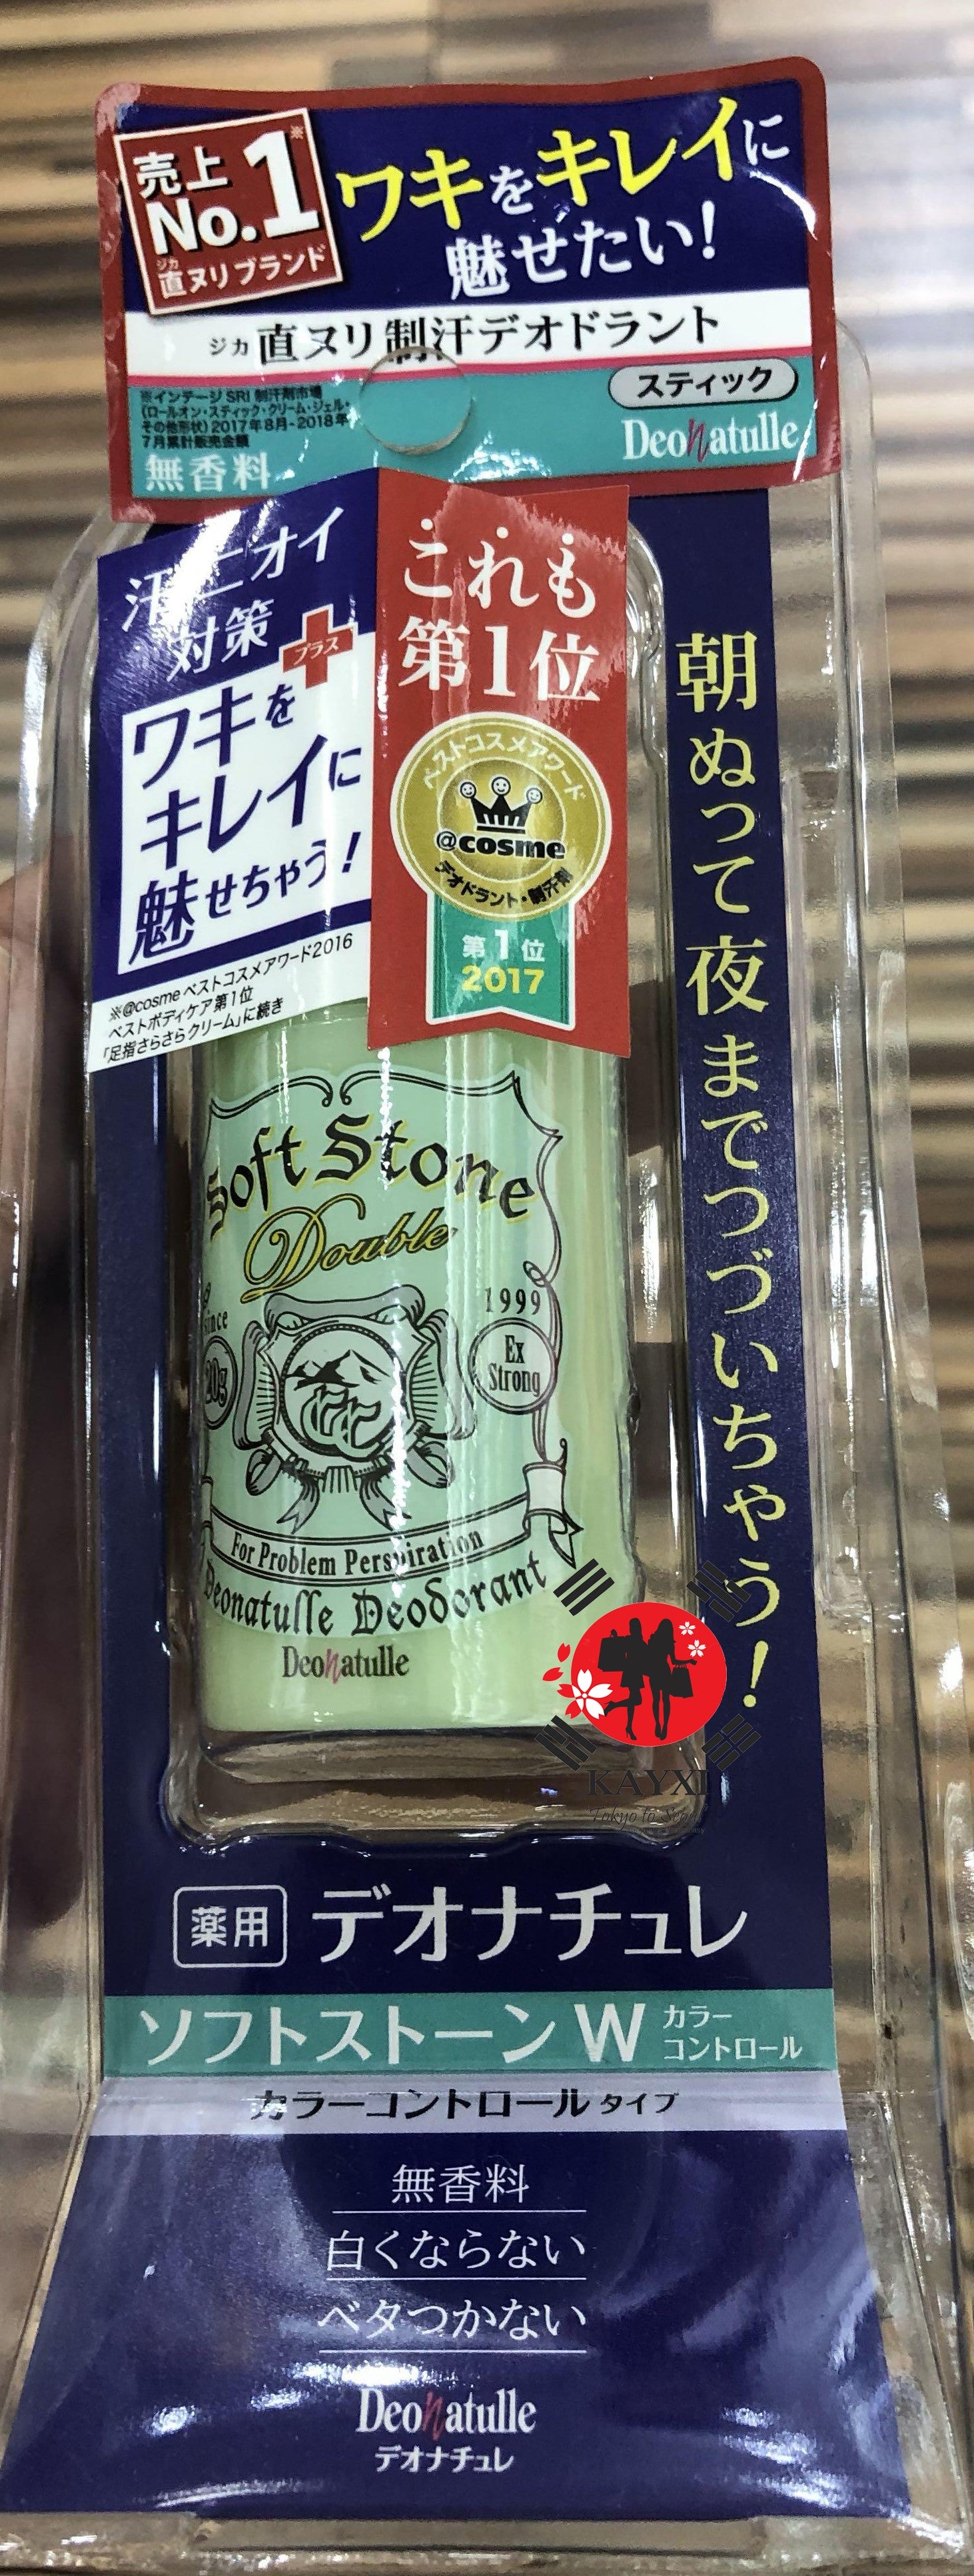 売上
No.1※
ジカ
直ヌリブランド
ワキをキレイに
魅せたい!
ジカ直ヌリ制汗デオドラント
※インテージSRI 制汗剤市場
(ロールオン・スティック・クリーム・ジェル・
その他形状) 2017年8月-2018年
7月累計販売金額
無香料
スティック
Deonatulle
汗ニオイ
対策
プラス
ワキを
キレイに
魅せちゃう!
※@cosme ベストコスメアワード2016
ベストボディケア第1位
「足指さらさらクリーム」に続き
これも
第1位
ベストコスメアワード
@cosme
デオドラント・制汗剤
第1位
2017
朝ぬって夜までつづいちゃう!
Soft Stone
Double
Since
1999
20g
Ex
Strong
For Problem Perspiration
Deonatulle Deodorant
Deonatulle
KAYXI
Tokyo to Seoul
薬用
デオナチュレ
ソフトストーンW
カラー
コントロール
カラーコントロールタイプ
無香料
白くならない
ベタつかない
Deonatulle
デオナチュレ